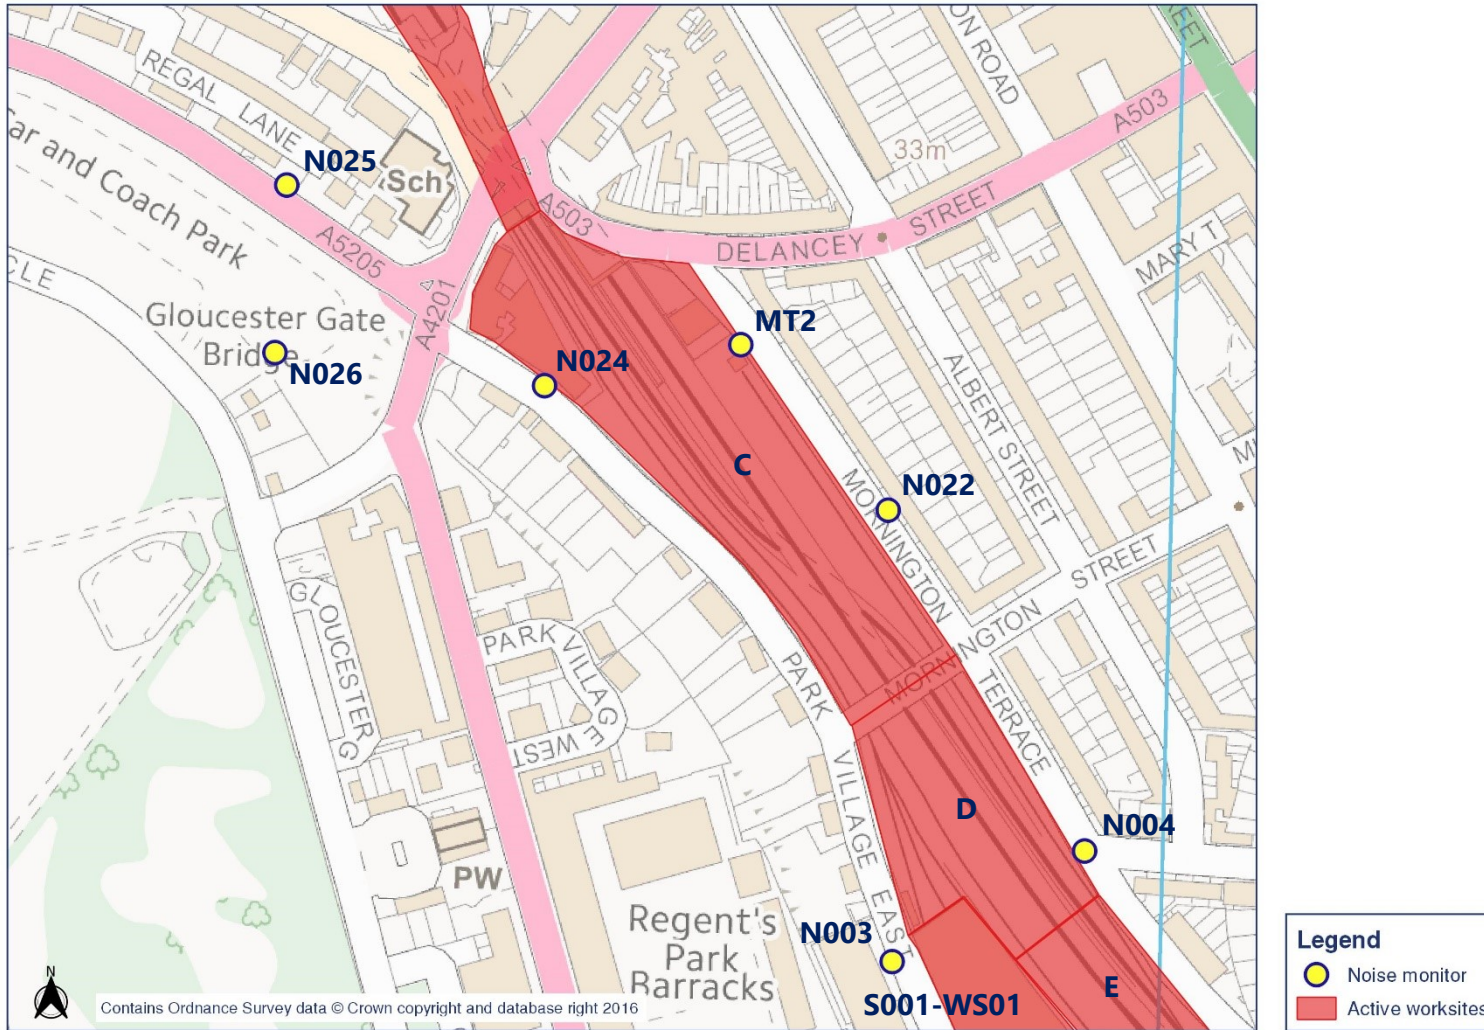 REGAL LANE
N025
Sch
ar and Coach Park
A5205
CLE
Gloucester Gate
Bridge
N026
A4201
A503
DELANCEY STREET
A503
33m
ON ROAD
REET
MARY T
MT2
N024
C
N022
ALBERT STREET
MORNINGTON
MORNINGTON STREET
TERRACE
GLOUCESTER G
PARK VILLAGE WEST
PARK VILLAGE EAST
D
N004
PW
Regent's
Park
Barracks
N003
S001-WS01
E
N
Contains Ordnance Survey data © Crown copyright and database right 2016
Legend
Noise monitor
Active worksites